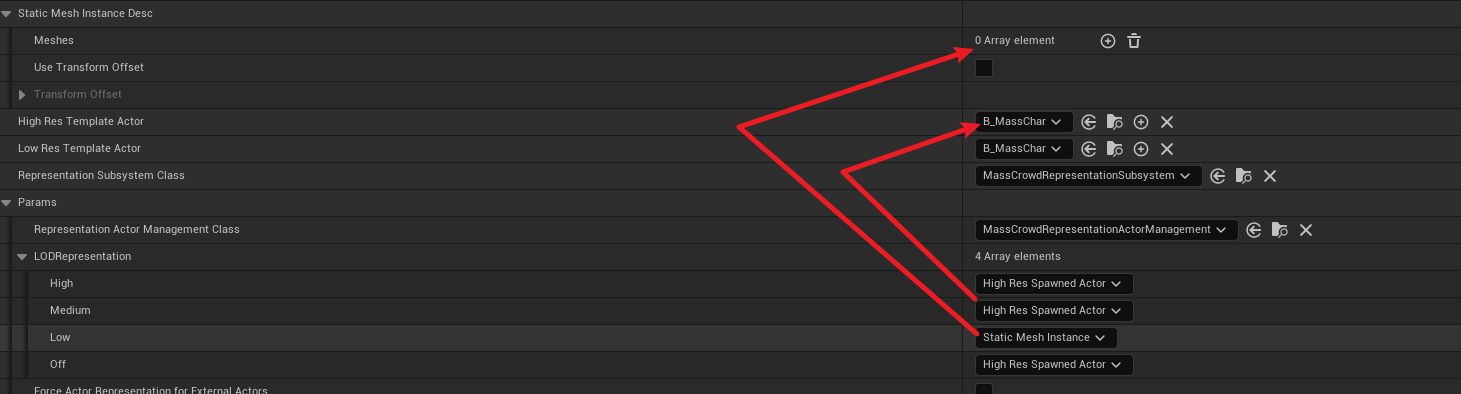 Static Mesh Instance Desc
Meshes 0 Array element
Use Transform Offset
Transform Offset
High Res Template Actor B_MassChar
Low Res Template Actor B_MassChar
Representation Subsystem Class MassCrowdRepresentationSubsystem
Params
Representation Actor Management Class MassCrowdRepresentationActorManagement
LODRepresentation 4 Array elements
High High Res Spawned Actor
Medium High Res Spawned Actor
Low Static Mesh Instance
Off High Res Spawned Actor
Force Actor Representation for External Actors